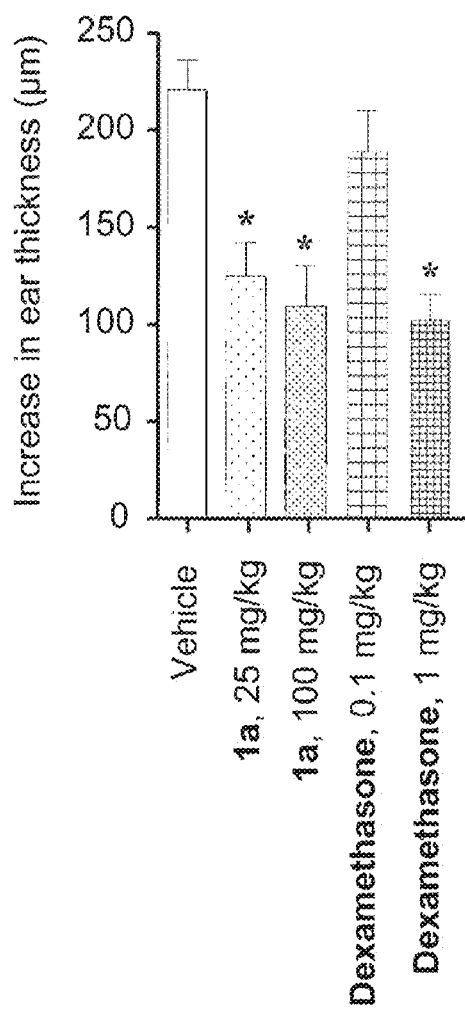 Increase in ear thickness (µm)
250
200
150
100
50
0
*
*
*
Vehicle
1a, 25 mg/kg
1a, 100 mg/kg
Dexamethasone, 0.1 mg/kg
Dexamethasone, 1 mg/kg